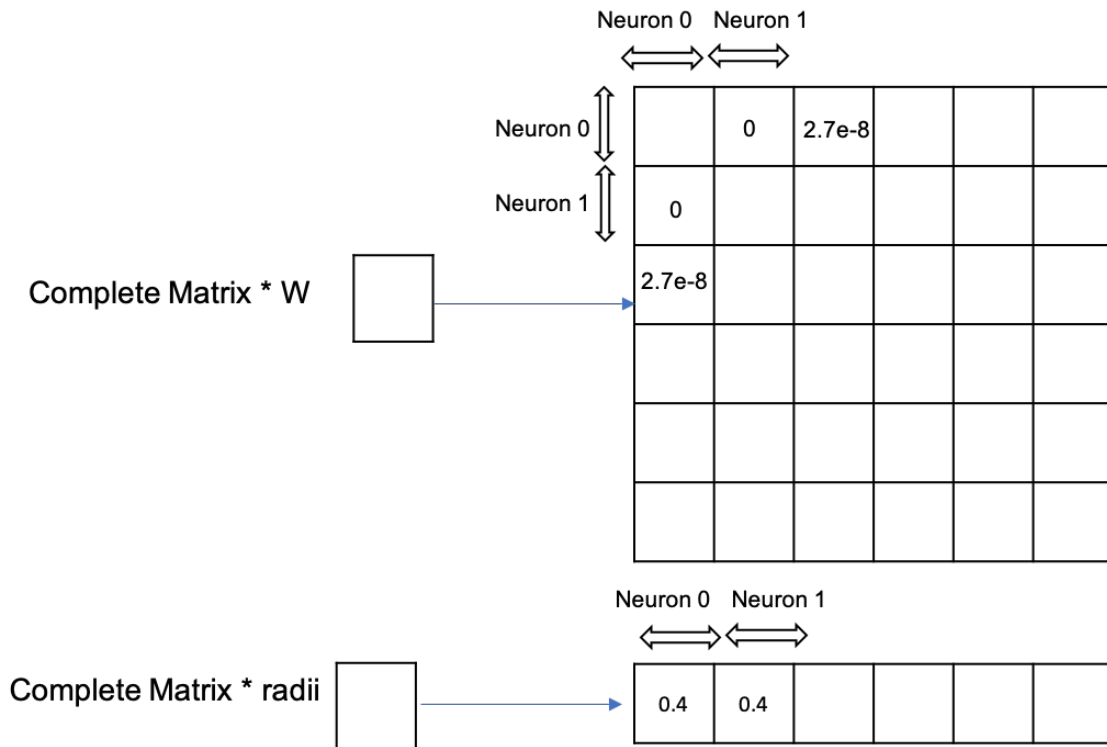 Neuron 0 Neuron 1
Neuron 0 0 2.7e-8
Neuron 1 0
Complete Matrix * W 2.7e-8
Neuron 0 Neuron 1
Complete Matrix * radii 0.4 0.4